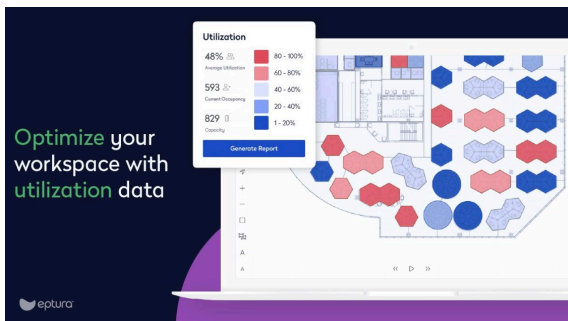 Optimize your
workspace with
utilization data
eptura
Utilization
48%
Average Utilization
593
Current Occupancy
829
Capacity
80 - 100%
60 - 80%
40 - 60%
20 - 40%
1 - 20%
Generate Report
A
A